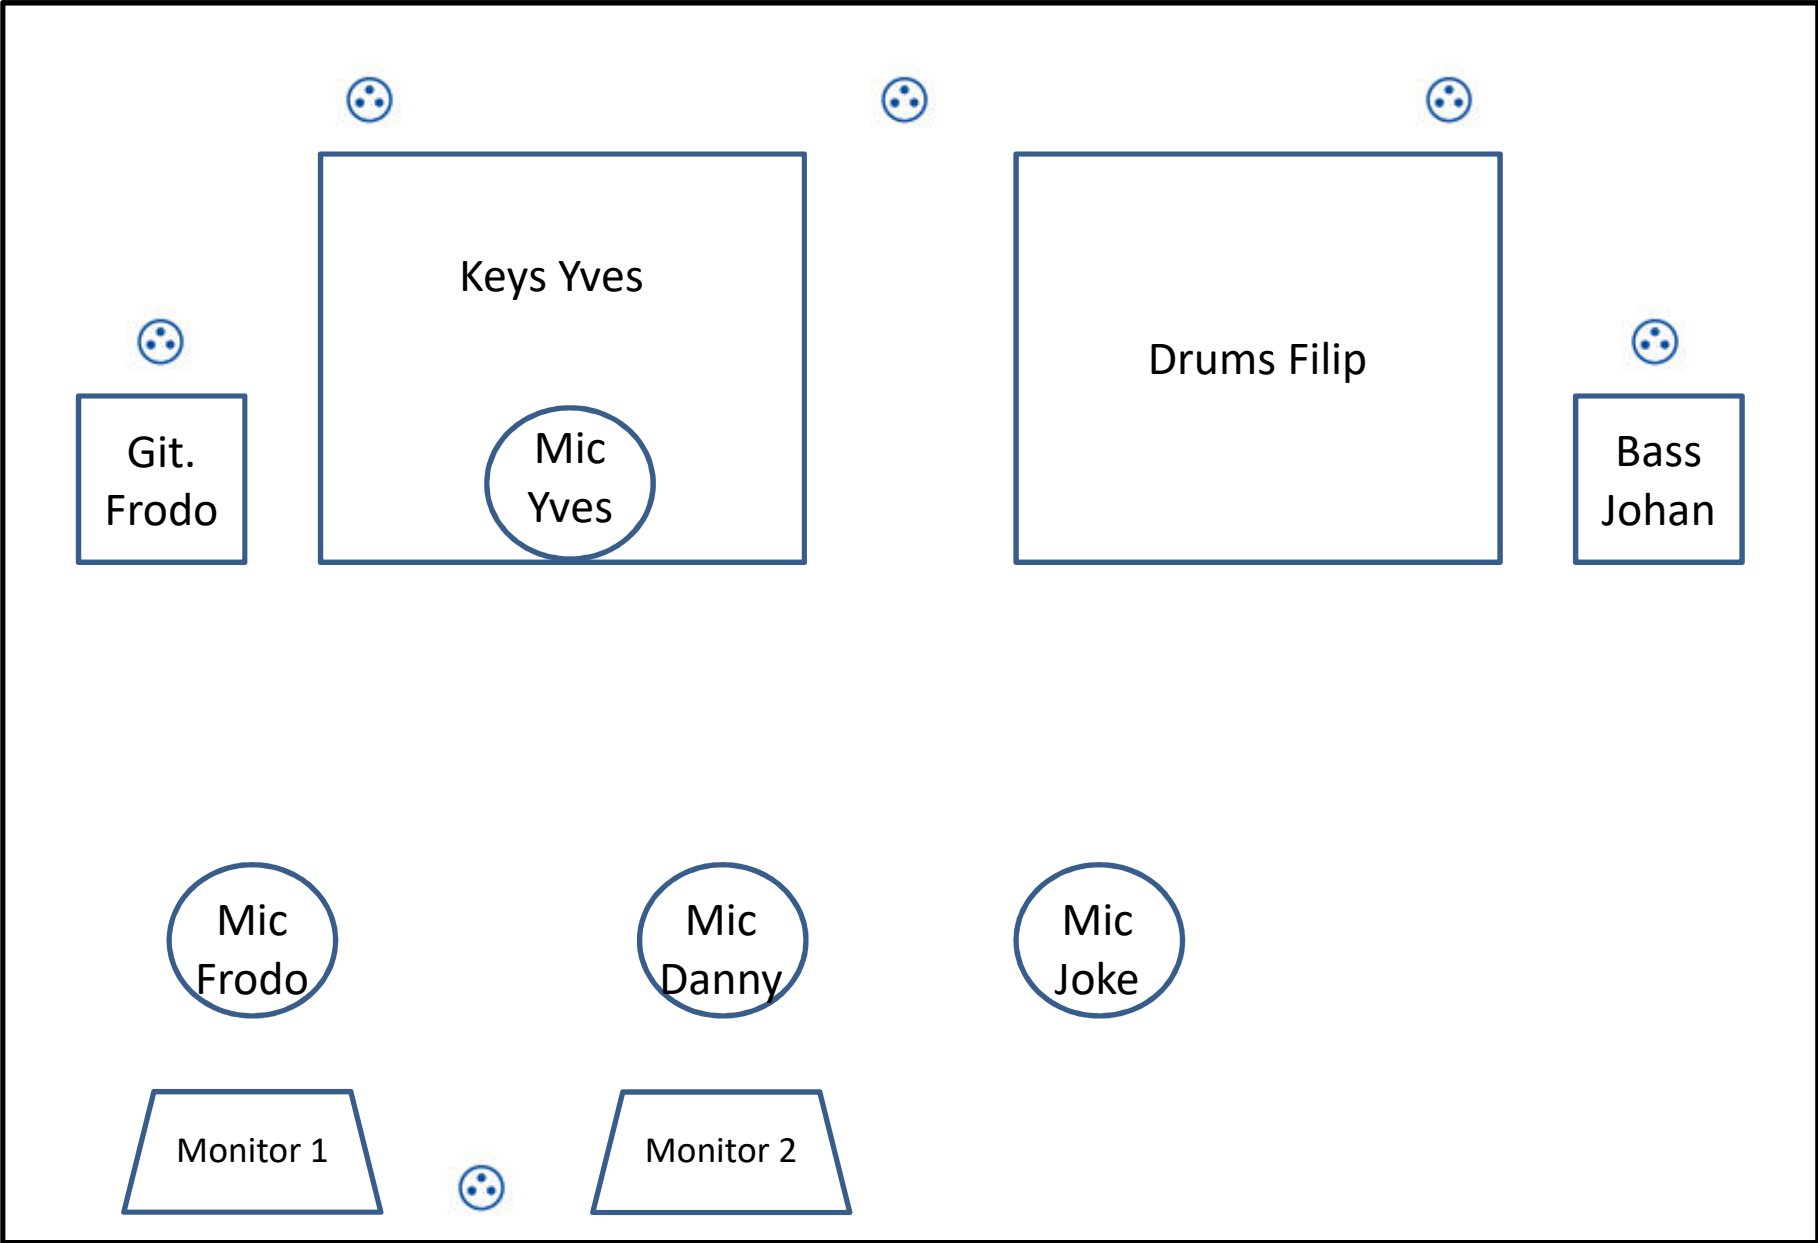 Keys Yves
Drums Filip
Git.
Frodo
Mic
Yves
Bass
Johan
Mic
Frodo
Mic
Danny
Mic
Joke
Monitor 1
Monitor 2